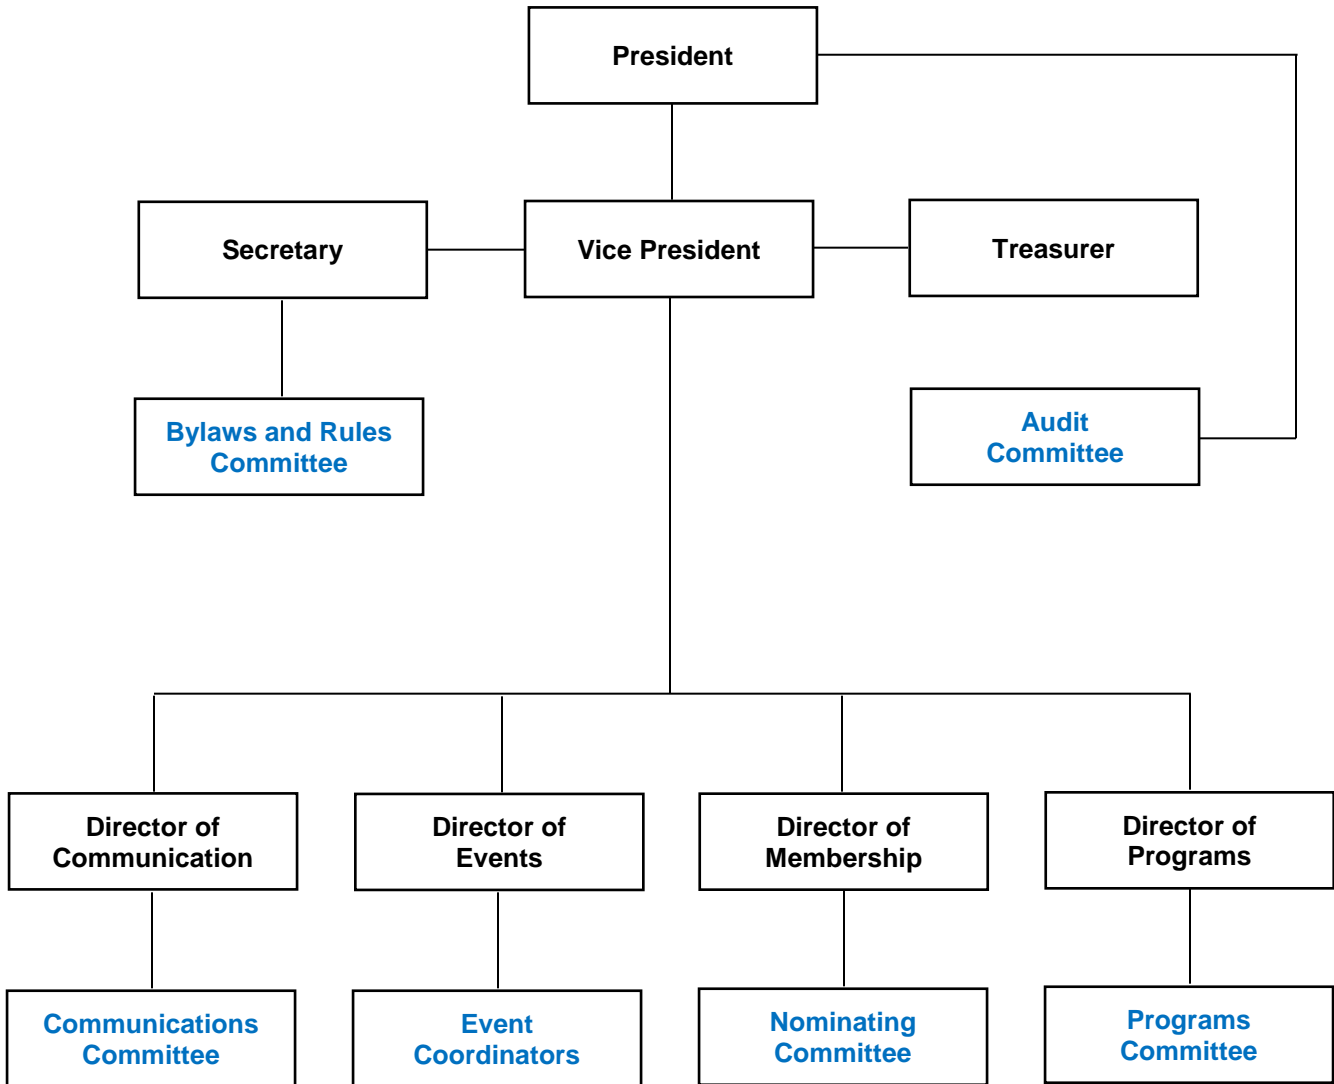 President
Secretary
Vice President
Treasurer
Bylaws and Rules
Committee
Audit
Committee
Director of
Communication
Director of
Events
Director of
Membership
Director of
Programs
Communications
Committee
Event
Coordinators
Nominating
Committee
Programs
Committee